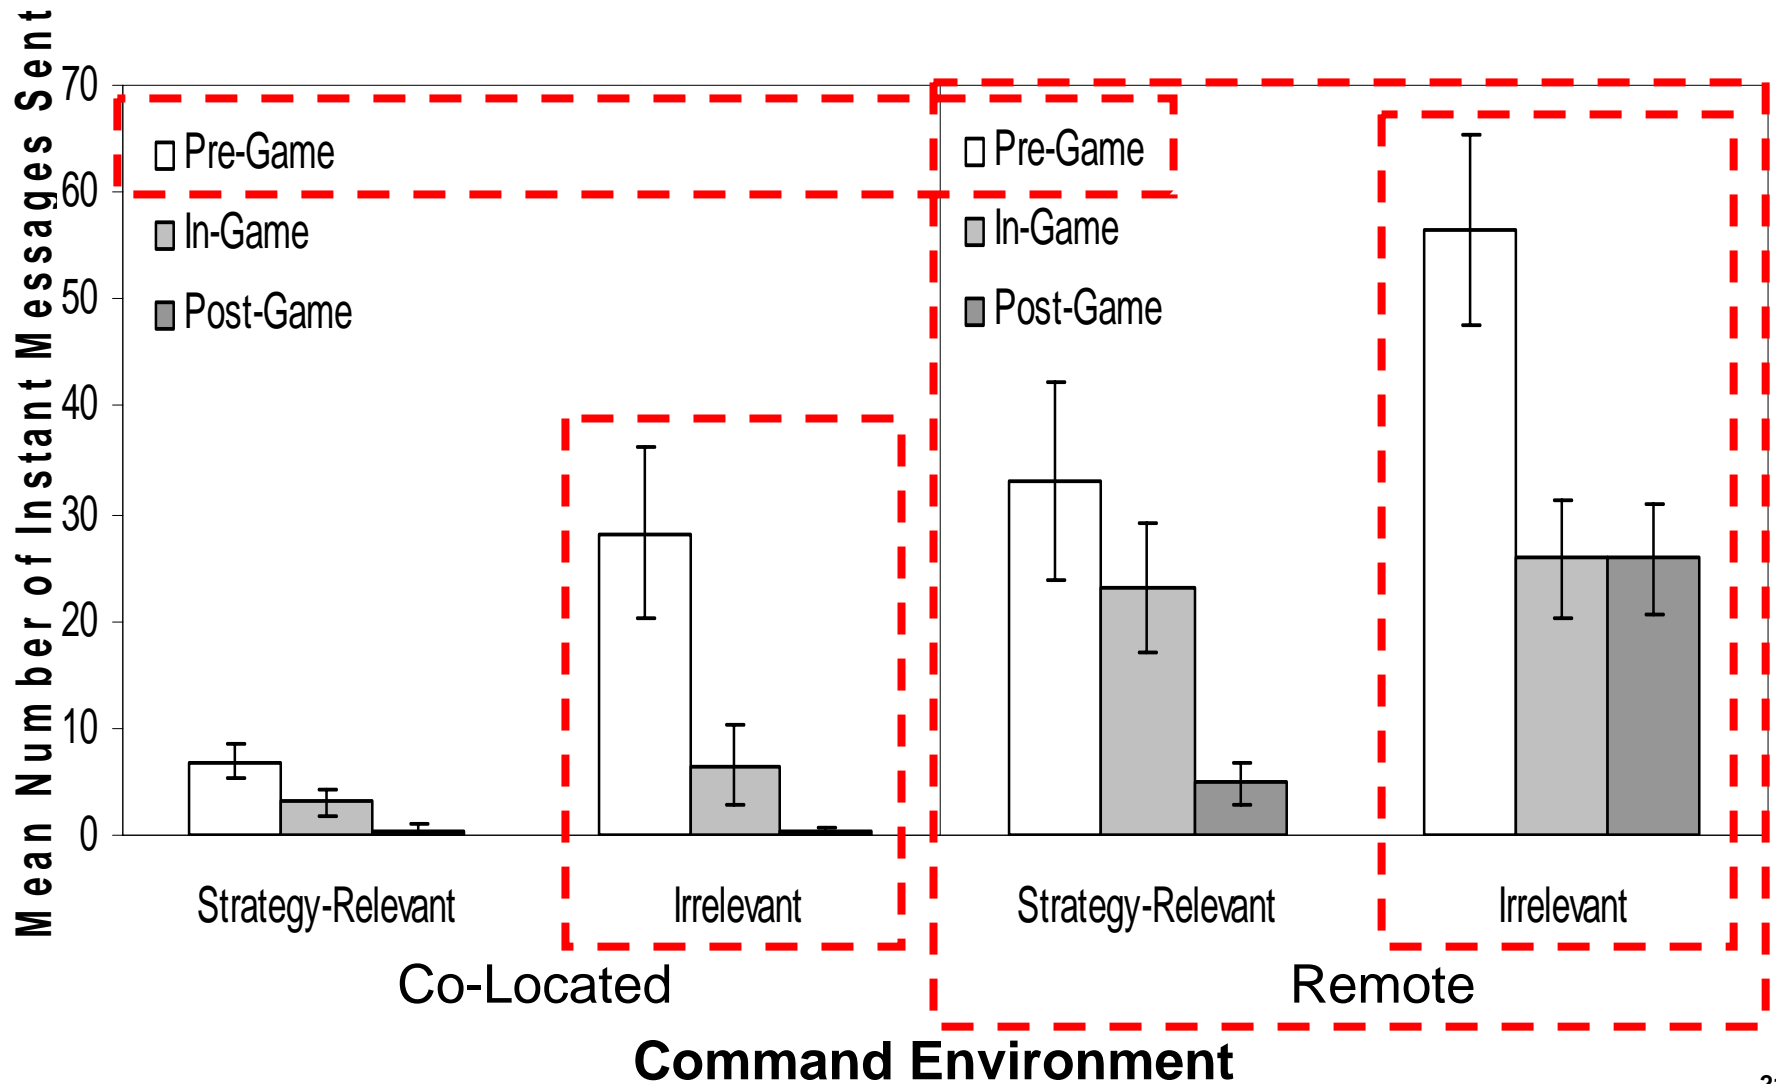 Mean Number of Instant Messages Sent
70
60
50
40
30
20
10
0
Pre-Game
In-Game
Post-Game
Pre-Game
In-Game
Post-Game
Strategy-Relevant
Irrelevant
Strategy-Relevant
Irrelevant
Co-Located
Remote
Command Environment